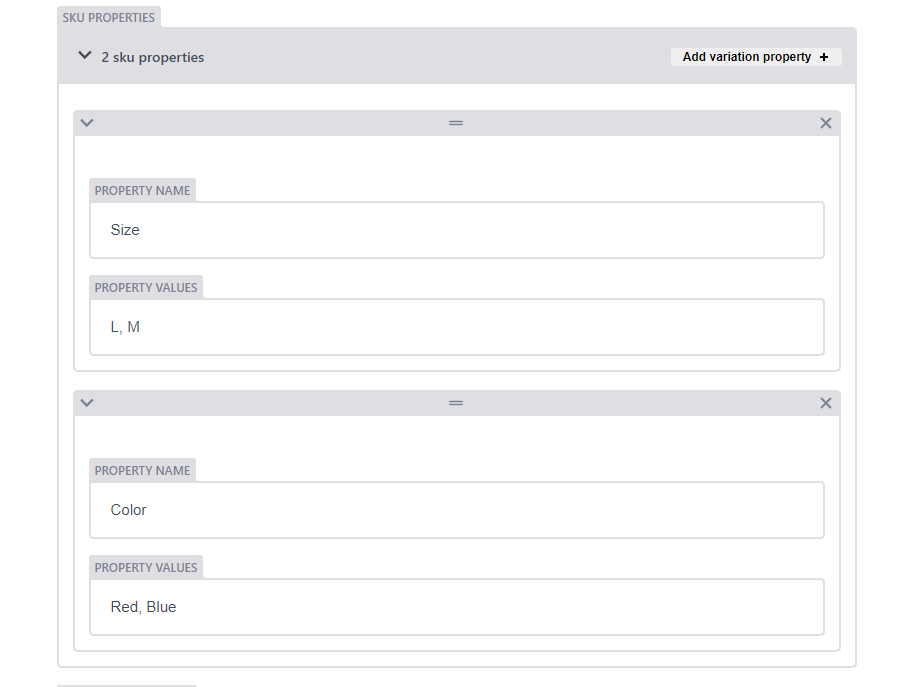 SKU PROPERTIES
2 sku properties
Add variation property +
PROPERTY NAME
Size
PROPERTY VALUES
L, M
PROPERTY NAME
Color
PROPERTY VALUES
Red, Blue